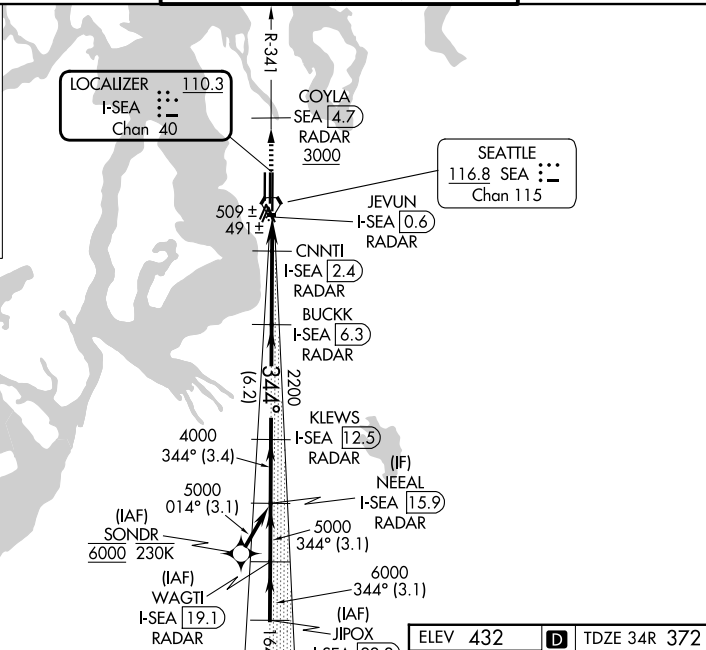 R-341
LOCALIZER 110.3
I-SEA
Chan 40
COYLA
SEA 4.7
RADAR
3000
SEATTLE
116.8 SEA
Chan 115
509 ±
491±
JEVUN
I-SEA 0.6
RADAR
CNNTI
I-SEA 2.4
RADAR
BUCKK
I-SEA 6.3
RADAR
344°
2200
(6.2)
KLEWS
I-SEA 12.5
RADAR
4000
344° (3.4)
(IF)
NEEAL
I-SEA 15.9
RADAR
5000
014° (3.1)
(IAF)
SONDR
6000 230K
5000
344° (3.1)
(IAF)
WAGTI
I-SEA 19.1
RADAR
6000
344° (3.1)
(IAF)
JIPOX
ELEV 432 D TDZE 34R 372